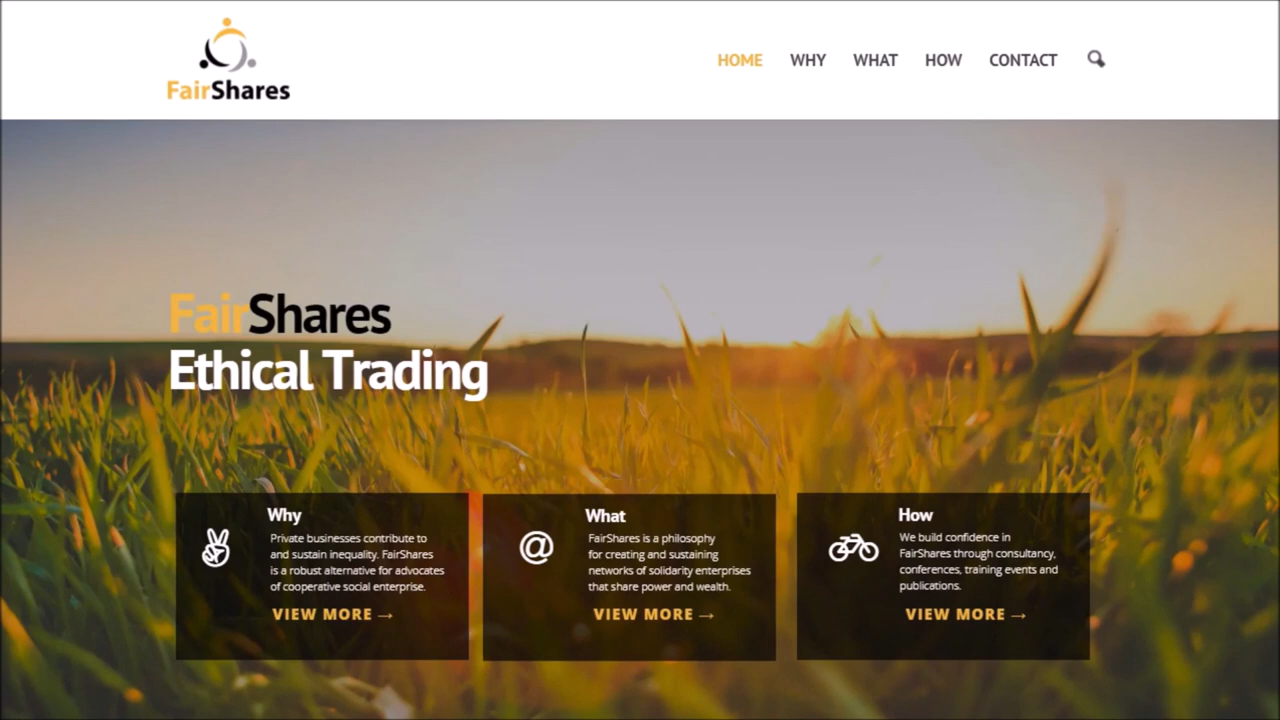 FairShares
HOME WHY WHAT HOW CONTACT
FairShares
Ethical Trading
Why
Private businesses contribute to
and sustain inequality. FairShares
is a robust alternative for advocates
of cooperative social enterprise.
VIEW MORE →
What
@
FairShares is a philosophy
for creating and sustaining
networks of solidarity enterprises
that share power and wealth.
VIEW MORE →
How
We build confidence in
FairShares through consultancy,
conferences, training events and
publications.
VIEW MORE →